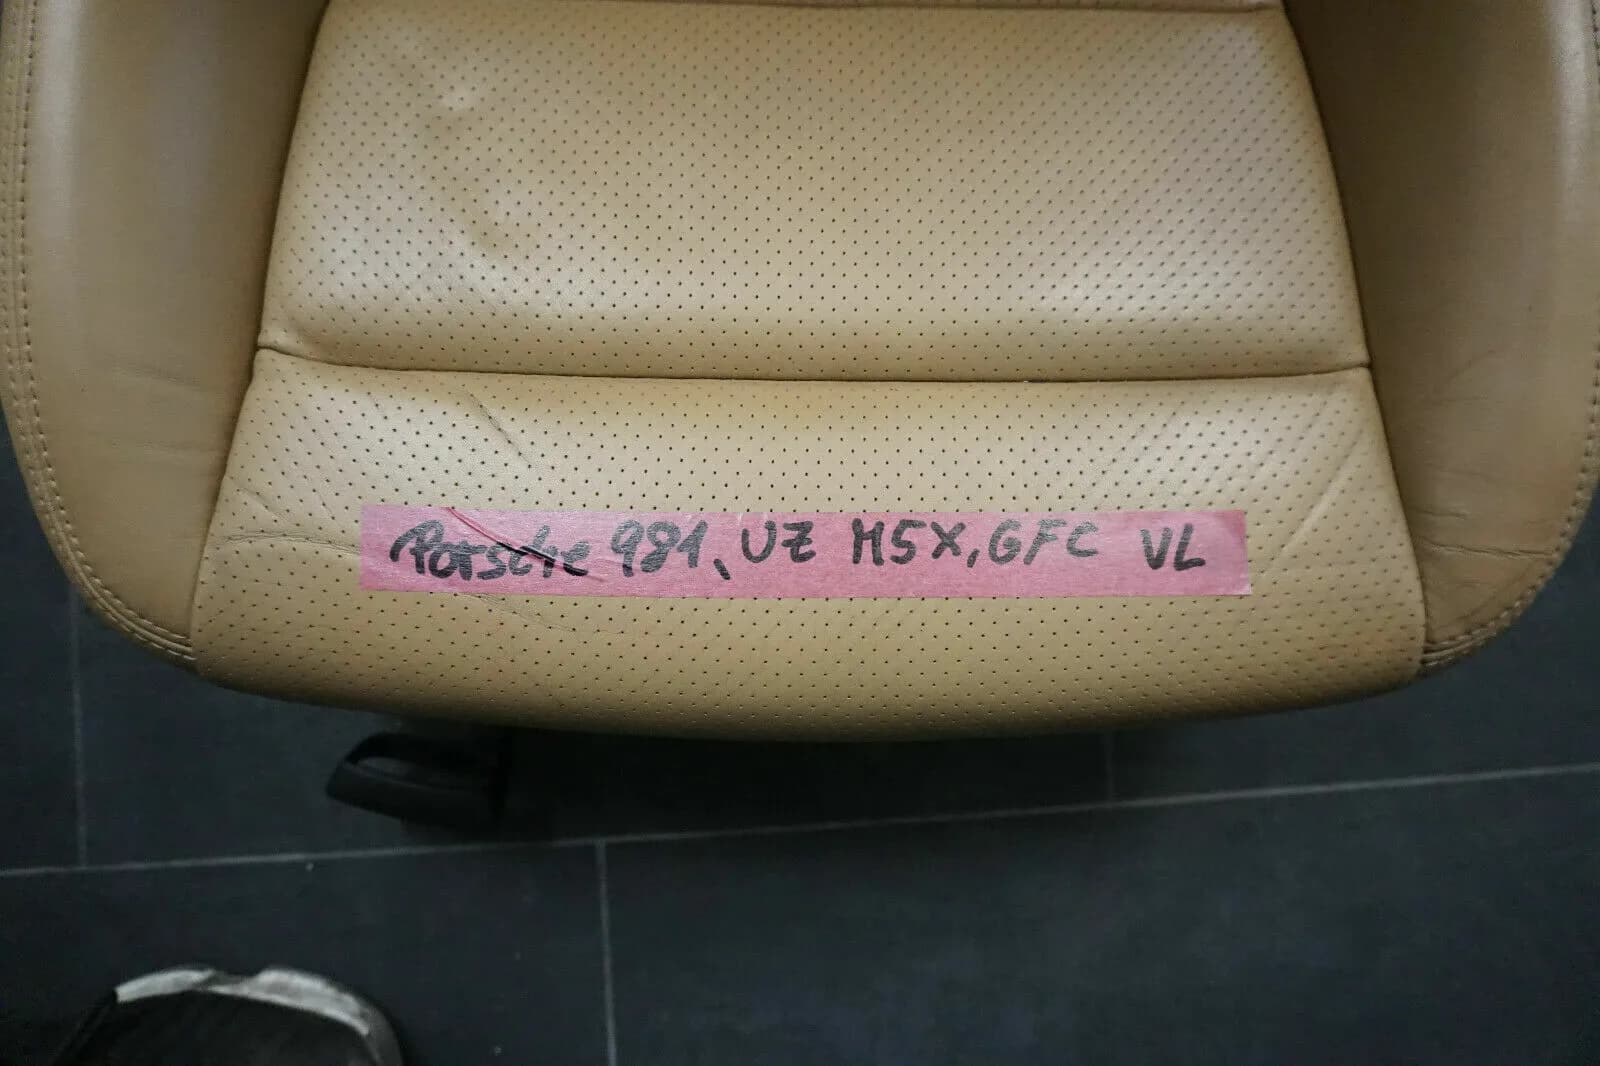 Porsche 981, UZ M5X, GFC VL